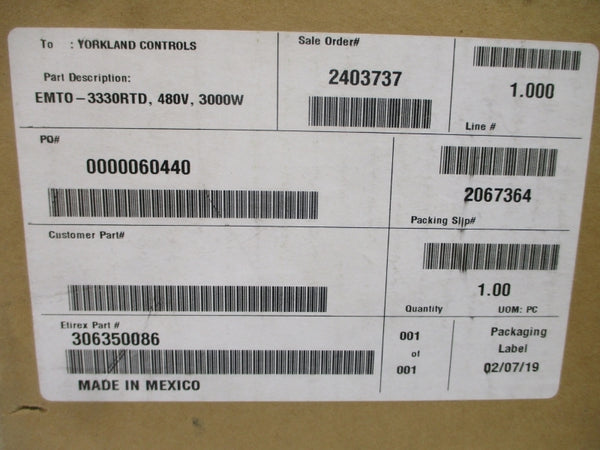 To : YORKLAND CONTROLS
Part Description:
EMTO-3330RTD, 480V, 3000W
Sale Order#
2403737
1.000
Line #
PO#
0000060440
2067364
Packing Slip#
Customer Part#
1.00
Quantity UOM: PC
Elirex Part #
306350086
MADE IN MEXICO
001
of
001
Packaging
Label
02/07/19